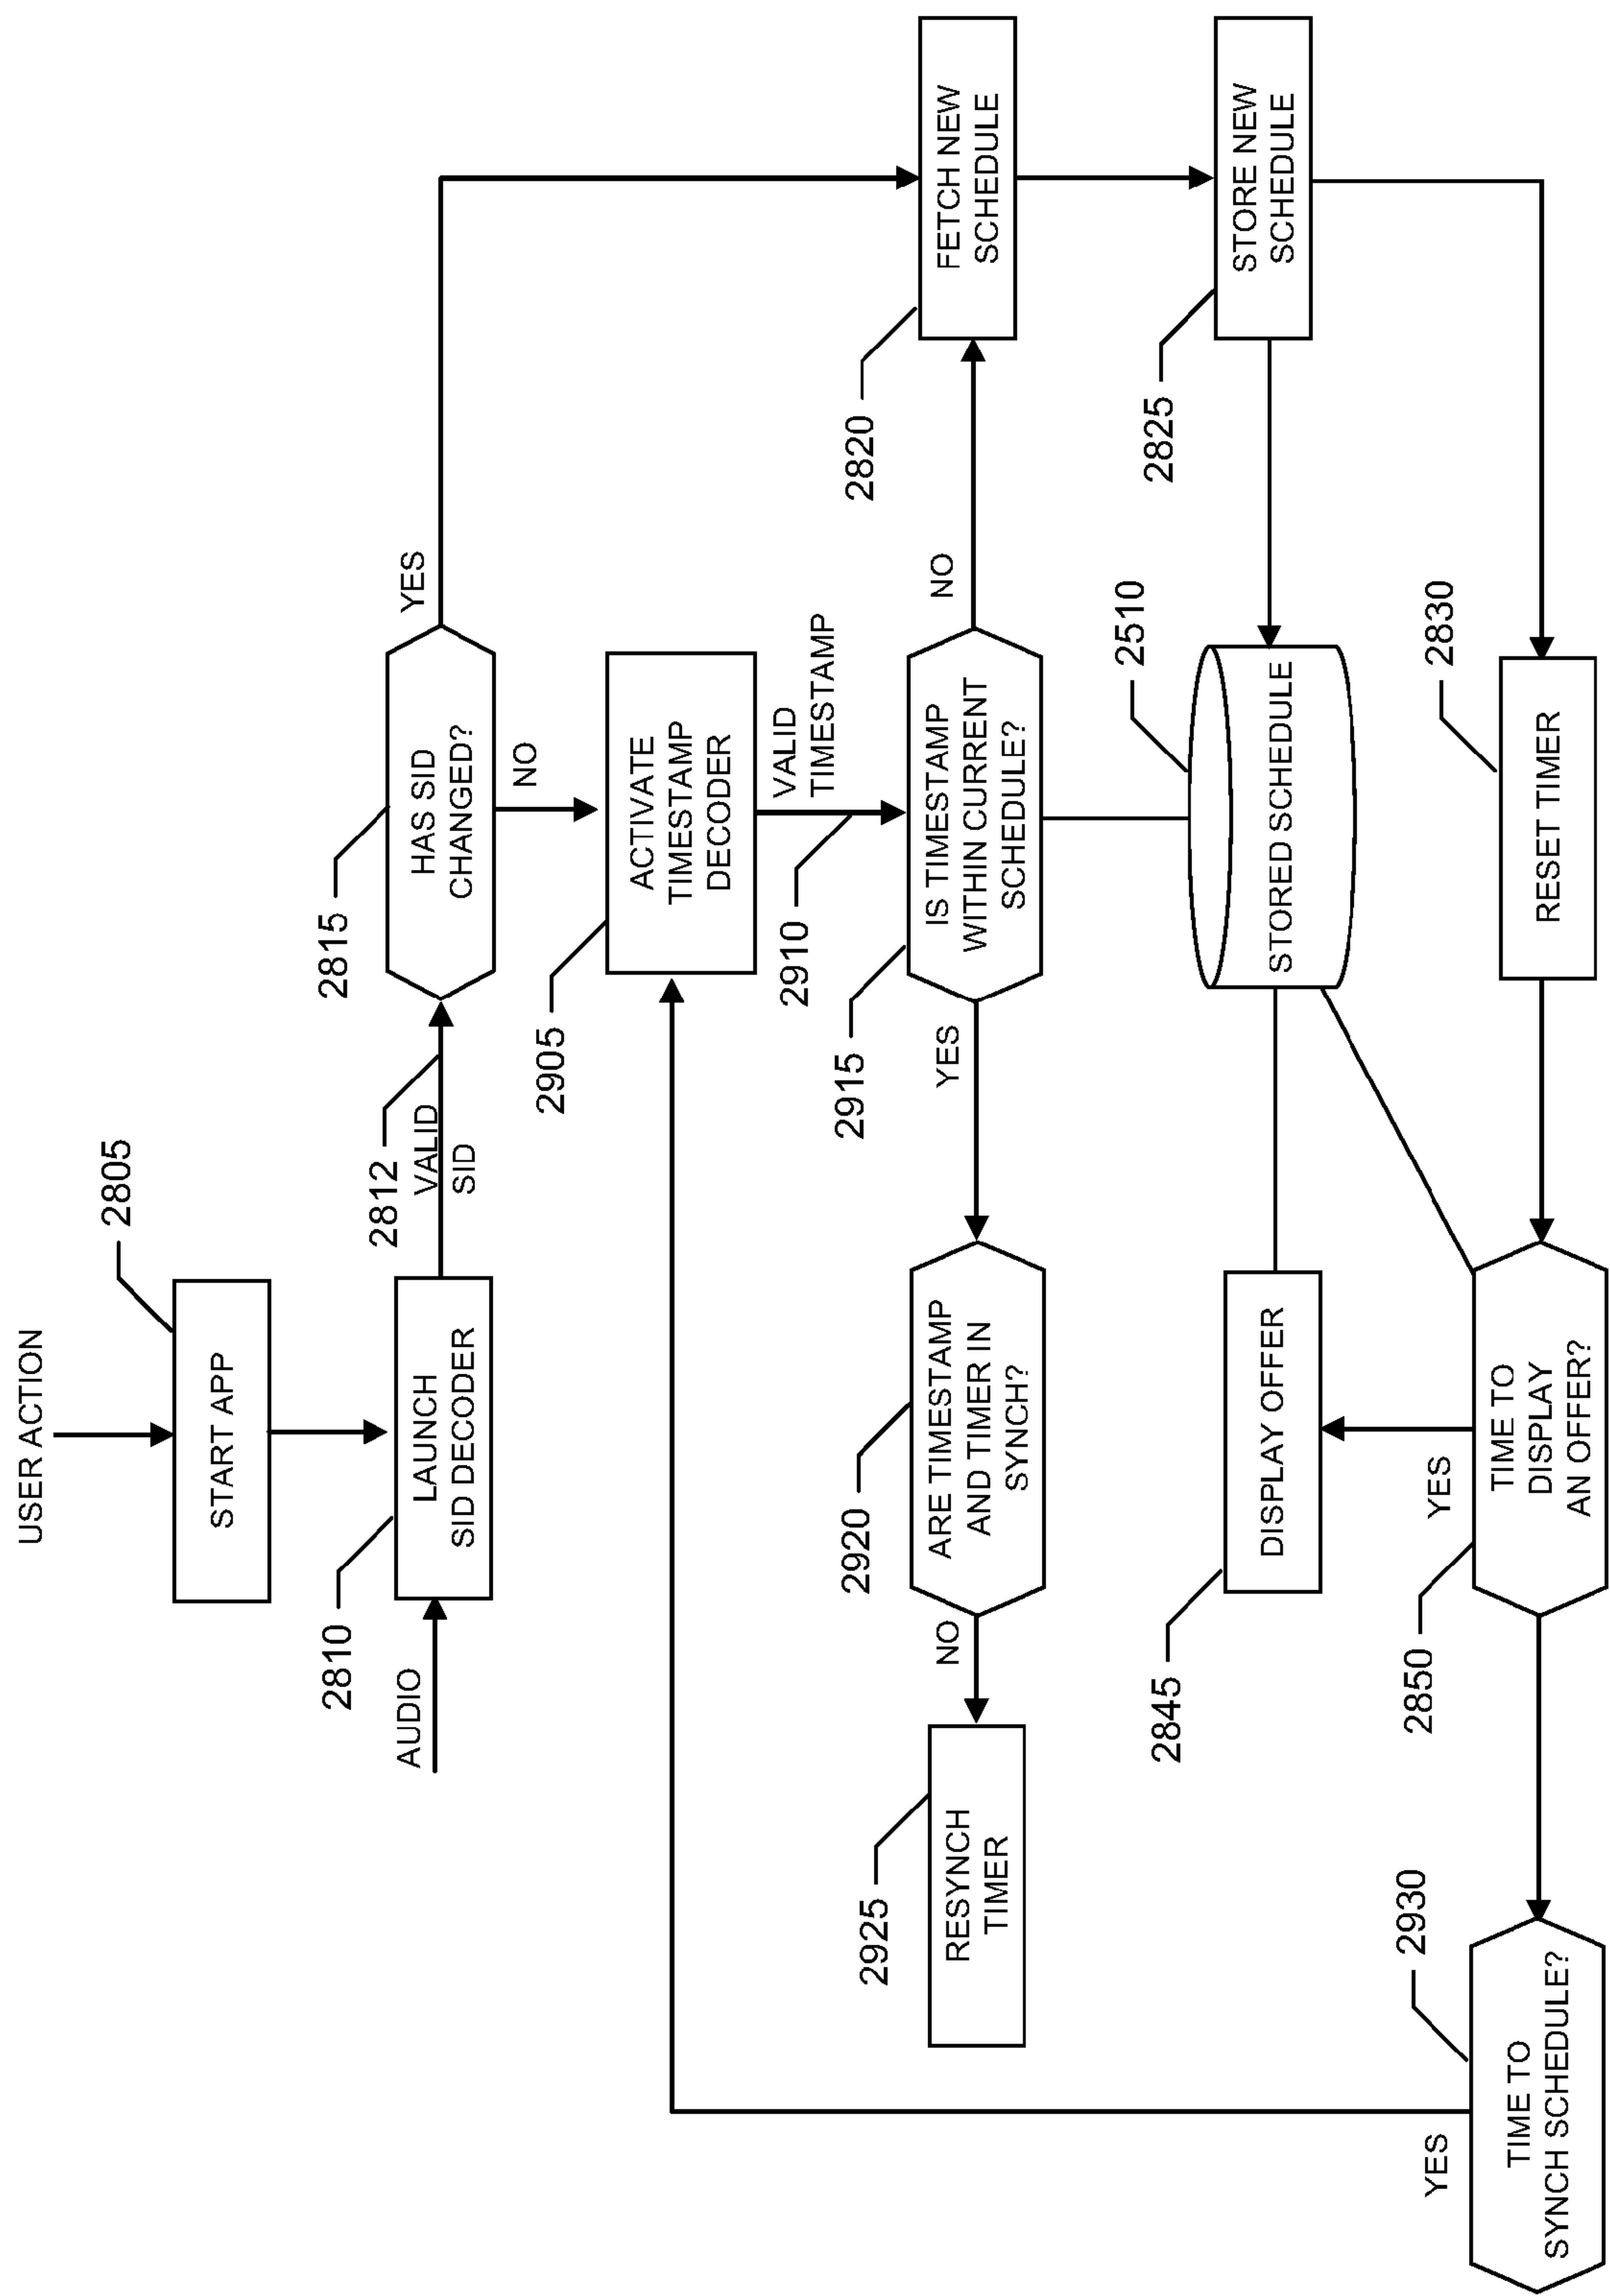 USER ACTION
2805
START APP
AUDIO
2810
LAUNCH
SID DECODER
2812
VALID
SID
2815
HAS SID
CHANGED?
YES
NO
2905
ACTIVATE
TIMESTAMP
DECODER
VALID
TIMESTAMP
2910
2925
RESYNCH
TIMER
NO
2920
ARE TIMESTAMP
AND TIMER IN
SYNCH?
YES
2915
IS TIMESTAMP
WITHIN CURRENT
SCHEDULE?
NO
2820
FETCH NEW
SCHEDULE
2845
DISPLAY OFFER
2510
STORED SCHEDULE
2825
STORE NEW
SCHEDULE
YES
2930
TIME TO
SYNCH SCHEDULE?
YES
2850
TIME TO
DISPLAY
AN OFFER?
2830
RESET TIMER